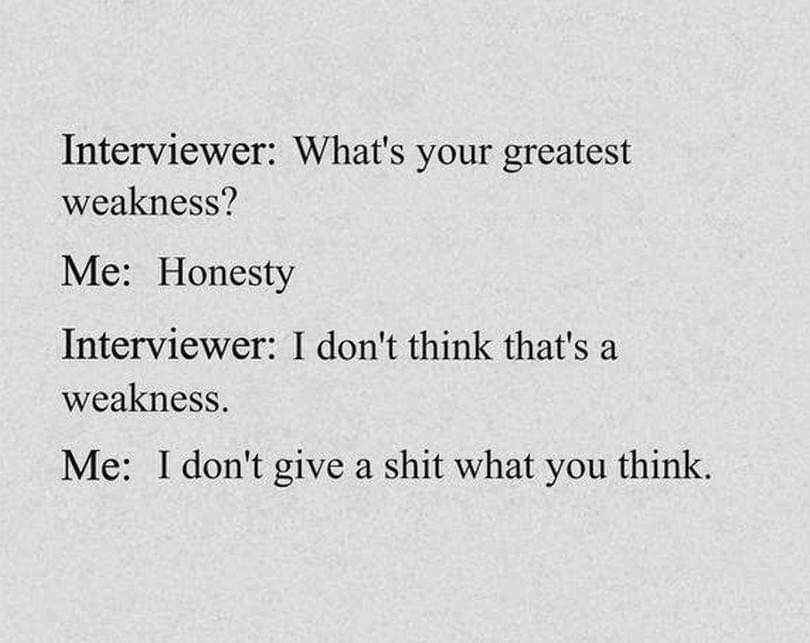 Interviewer: What's your greatest
weakness?
Me: Honesty
Interviewer: I don't think that's a
weakness.
Me: I don't give a shit what you think.